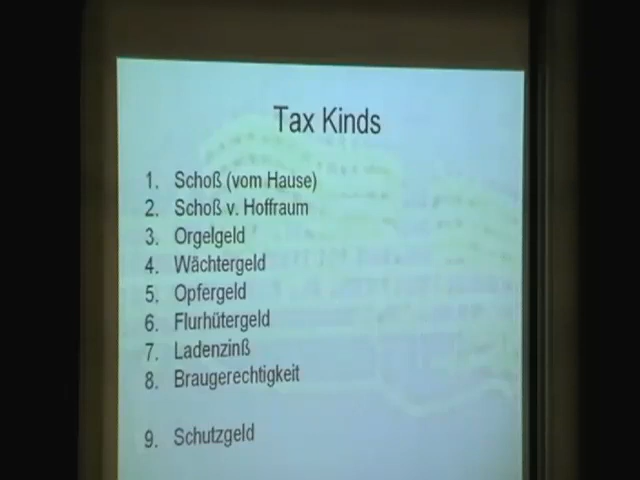 Tax Kinds
1. Schoß (vom Hause)
2. Schoß v. Hoffraum
3. Orgelgeld
4. Wächtergeld
5. Opfergeld
6. Flurhütergeld
7. Ladenzinß
8. Braugerechtigkeit
9. Schutzgeld